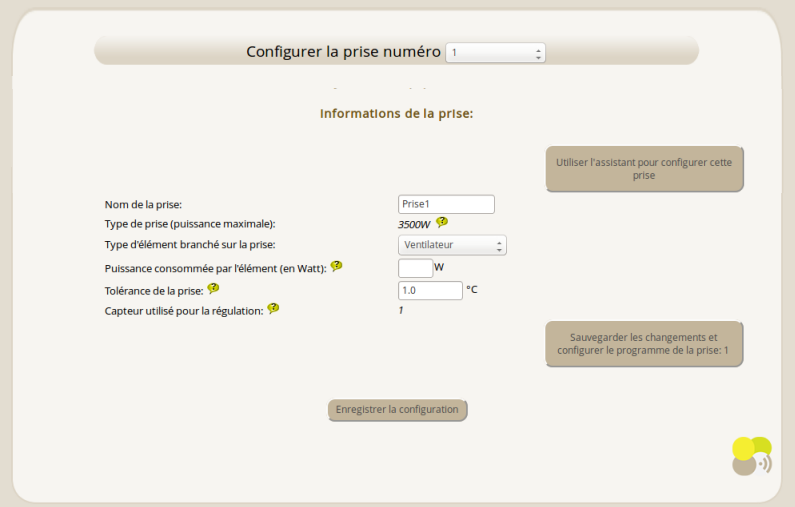 Configurer la prise numéro 1
Informations de la prise:
Utiliser l'assistant pour configurer cette
prise
Nom de la prise: Prise1
Type de prise (puissance maximale): 3500W ?
Type d'élément branché sur la prise: Ventilateur
Puissance consommée par l'élément (en Watt): ? W
Tolérance de la prise: ? 1.0 °C
Capteur utilisé pour la régulation: ? 1
Sauvegarder les changements et
configurer le programme de la prise: 1
Enregistrer la configuration